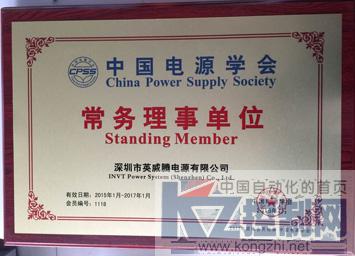 CPSS
中国电源学会
China Power Supply Society
常务理事单位
Standing Member
深圳市英威腾电源有限公司
INVT Power System (Shenzhen) Co., Ltd.
有效日期：2015年1月-2017年1月
会员编号：1118
中国自动化的首页
KZ控制网
www.kongzhi.net